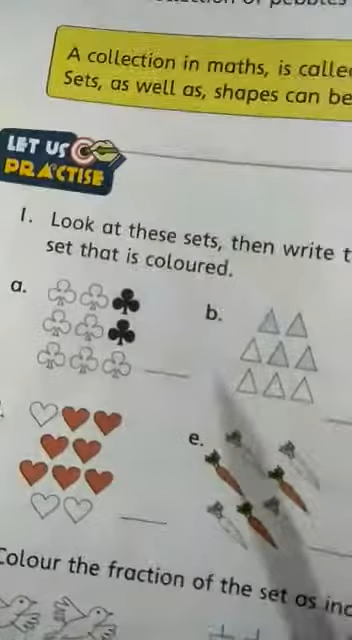 A collection in maths, is calle
Sets, as well as, shapes can be
LET US
PRACTISE
1. Look at these sets, then write t
set that is coloured.
a.
b.
e.
Colour the fraction of the set as inc